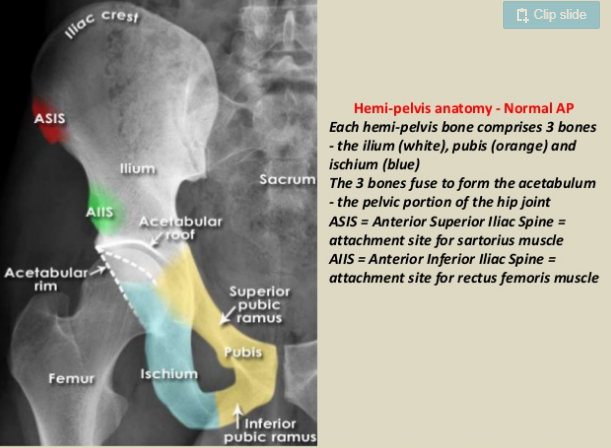 Clip slide
Iliac crest
ASIS
Ilium
Sacrum
AIIS
Acetabular
roof
Acetabular
rim
Superior
pubic
ramus
Pubis
Femur
Ischium
Inferior
pubic ramus
Hemi-pelvis anatomy - Normal AP
Each hemi-pelvis bone comprises 3 bones
- the ilium (white), pubis (orange) and
ischium (blue)
The 3 bones fuse to form the acetabulum
- the pelvic portion of the hip joint
ASIS = Anterior Superior Iliac Spine =
attachment site for sartorius muscle
AIIS = Anterior Inferior Iliac Spine =
attachment site for rectus femoris muscle